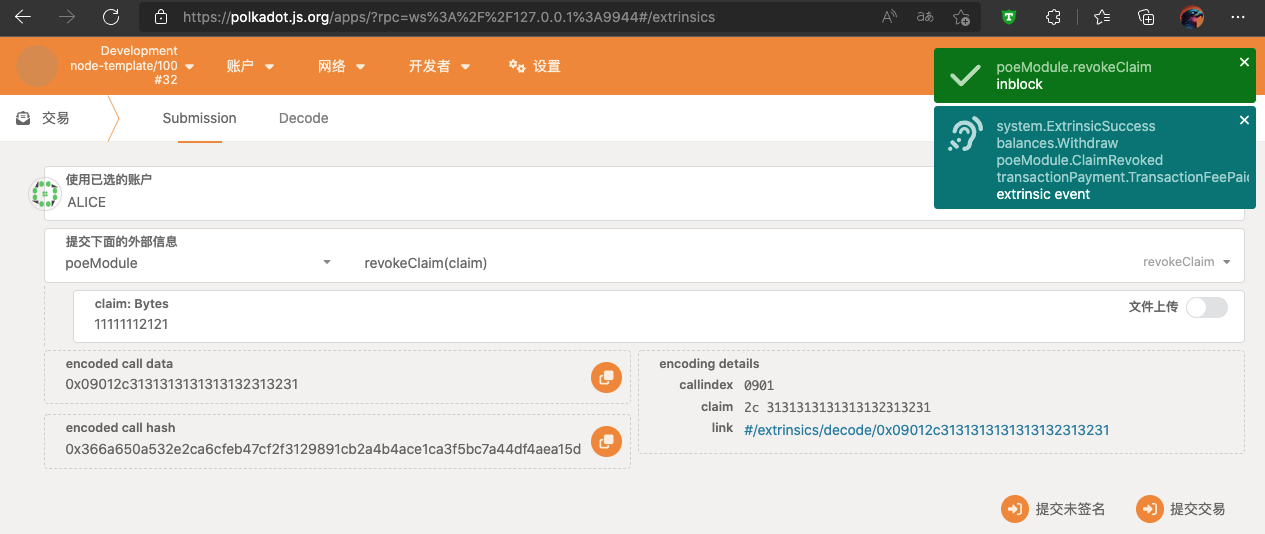 https://polkadot.js.org/apps/?rpc=ws%3A%2F%2F127.0.0.1%3A9944#/extrinsics
Development
node-template/100
#32
账户
网络
开发者
设置
poeModule.revokeClaim
inblock
system.ExtrinsicSuccess
balances.Withdraw
poeModule.ClaimRevoked
transactionPayment.TransactionFeePaid
extrinsic event
交易
Submission
Decode
使用已选的账户
ALICE
提交下面的外部信息
poeModule
revokeClaim(claim)
revokeClaim
claim: Bytes
11111112121
文件上传
encoded call data
0x09012c3131313131313132313231
encoding details
callindex 0901
claim 2c 3131313131313132313231
link #/extrinsics/decode/0x09012c3131313131313132313231
encoded call hash
0x366a650a532e2ca6cfeb47cf2f3129891cb2a4b4ace1ca3f5bc7a44df4aea15d
提交未签名
提交交易